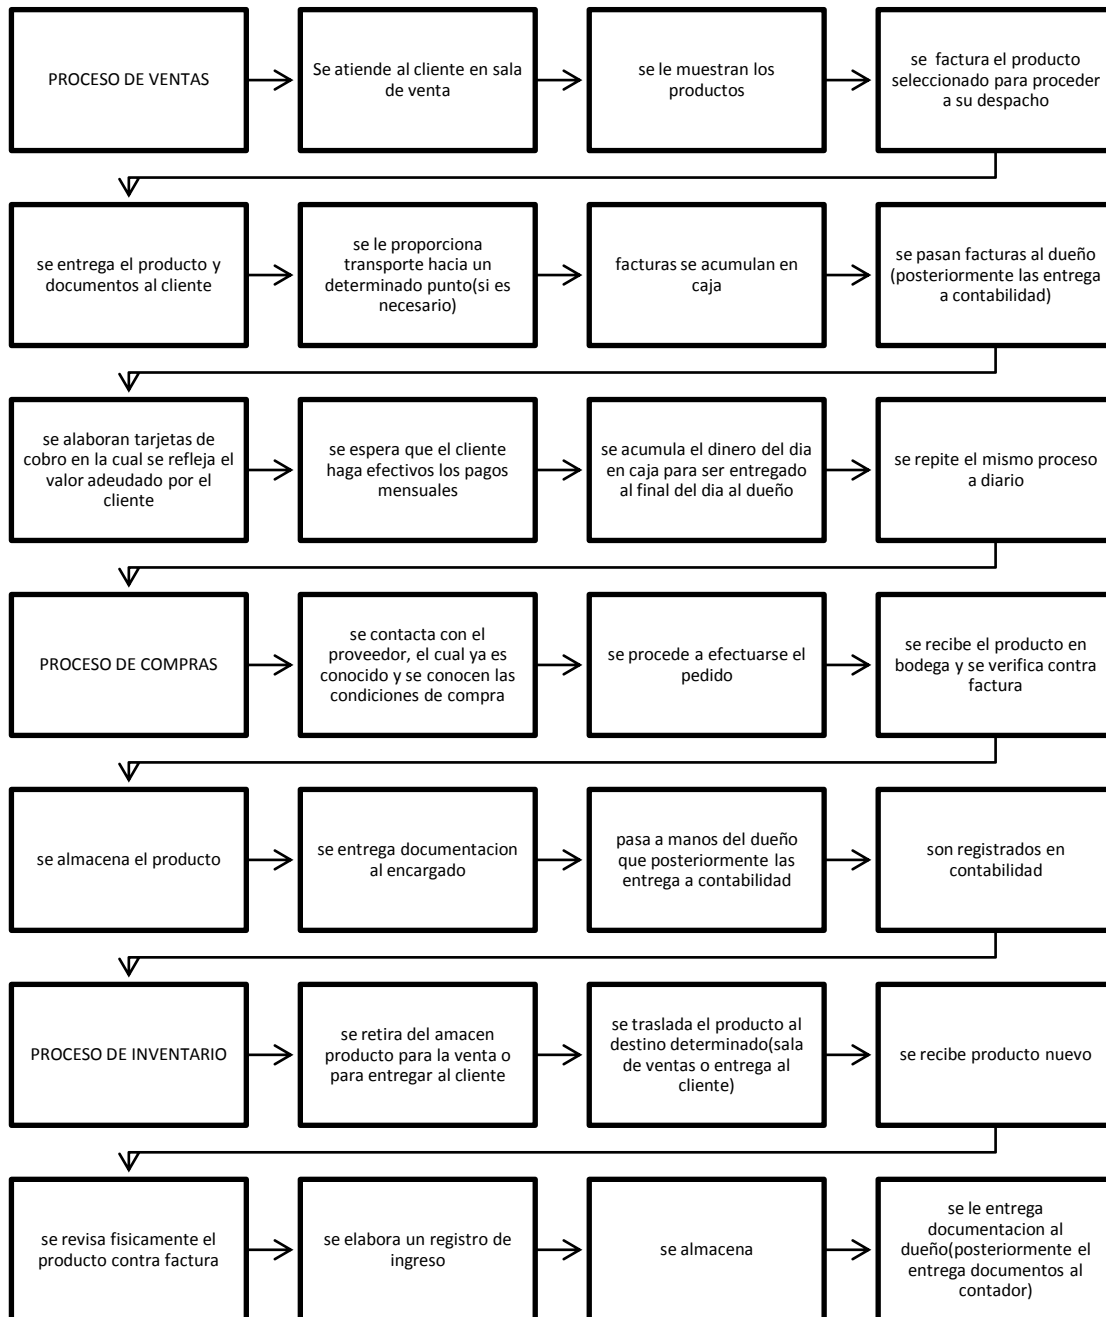 PROCESO DE VENTAS
Se atiende al cliente en sala
de venta
se le muestran los
productos
se factura el producto
seleccionado para proceder
a su despacho
se entrega el producto y
documentos al cliente
se le proporciona
transporte hacia un
determinado punto(si es
necesario)
facturas se acumulan en
caja
se pasan facturas al dueño
(posteriormente las entrega
a contabilidad)
se alaboran tarjetas de
cobro en la cual se refleja el
valor adeudado por el
cliente
se espera que el cliente
haga efectivos los pagos
mensuales
se acumula el dinero del dia
en caja para ser entregado
al final del dia al dueño
se repite el mismo proceso
a diario
PROCESO DE COMPRAS
se contacta con el
proveedor, el cual ya es
conocido y se conocen las
condiciones de compra
se procede a efectuarse el
pedido
se recibe el producto en
bodega y se verifica contra
factura
se almacena el producto
se entrega documentacion
al encargado
pasa a manos del dueño
que posteriormente las
entrega a contabilidad
son registrados en
contabilidad
PROCESO DE INVENTARIO
se retira del amacen
producto para la venta o
para entregar al cliente
se traslada el producto al
destino determinado(sala
de ventas o entrega al
cliente)
se recibe producto nuevo
se revisa fisicamente el
producto contra factura
se elabora un registro de
ingreso
se almacena
se le entrega
documentacion al
dueño(posteriormente el
entrega documentos al
contador)